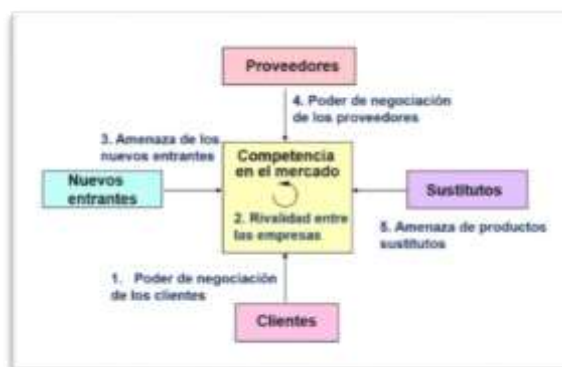 Proveedores
4. Poder de negociación
de los proveedores
3. Amenaza de los
nuevos entrantes
Competencia
en el mercado
Nuevos
entrantes
Sustitutos
2. Rivalidad entre
las empresas
5. Amenaza de productos
sustitutos
1. Poder de negociación
de los clientes
Clientes